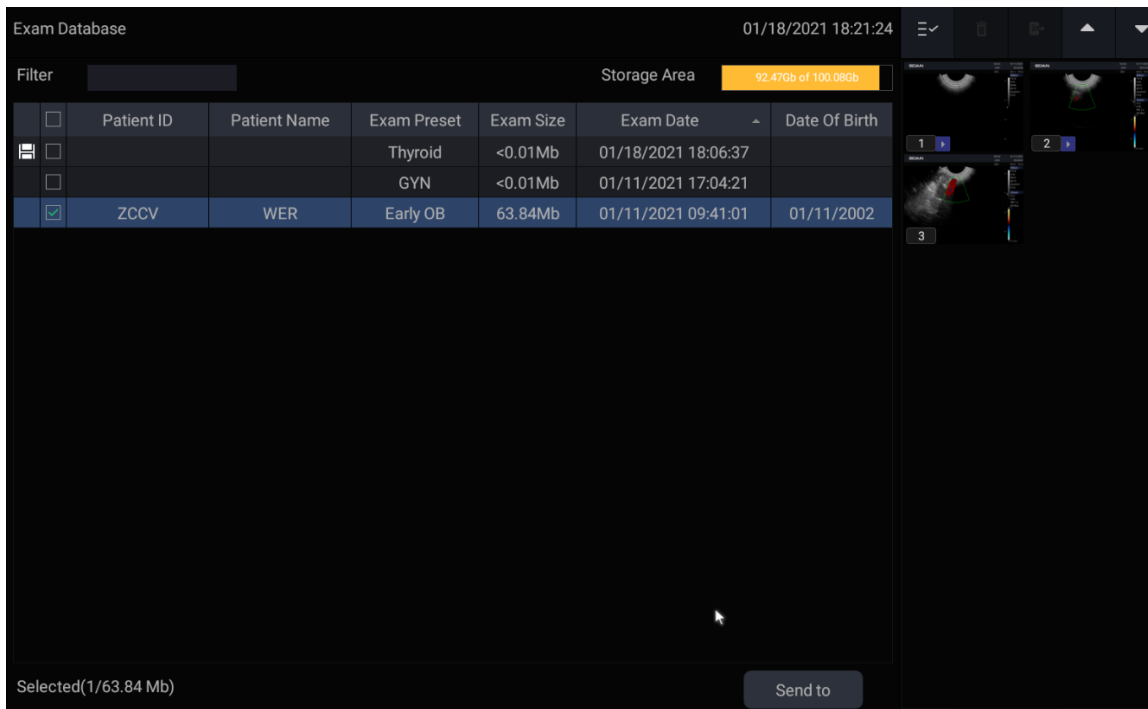 Exam Database 01/18/2021 18:21:24
Filter Storage Area 92.47Gb of 100.08Gb
Patient ID Patient Name Exam Preset Exam Size Exam Date Date Of Birth
Thyroid <0.01Mb 01/18/2021 18:06:37
GYN <0.01Mb 01/11/2021 17:04:21
ZCCV WER Early OB 63.84Mb 01/11/2021 09:41:01 01/11/2002
1 2
3
Selected(1/63.84 Mb) Send to